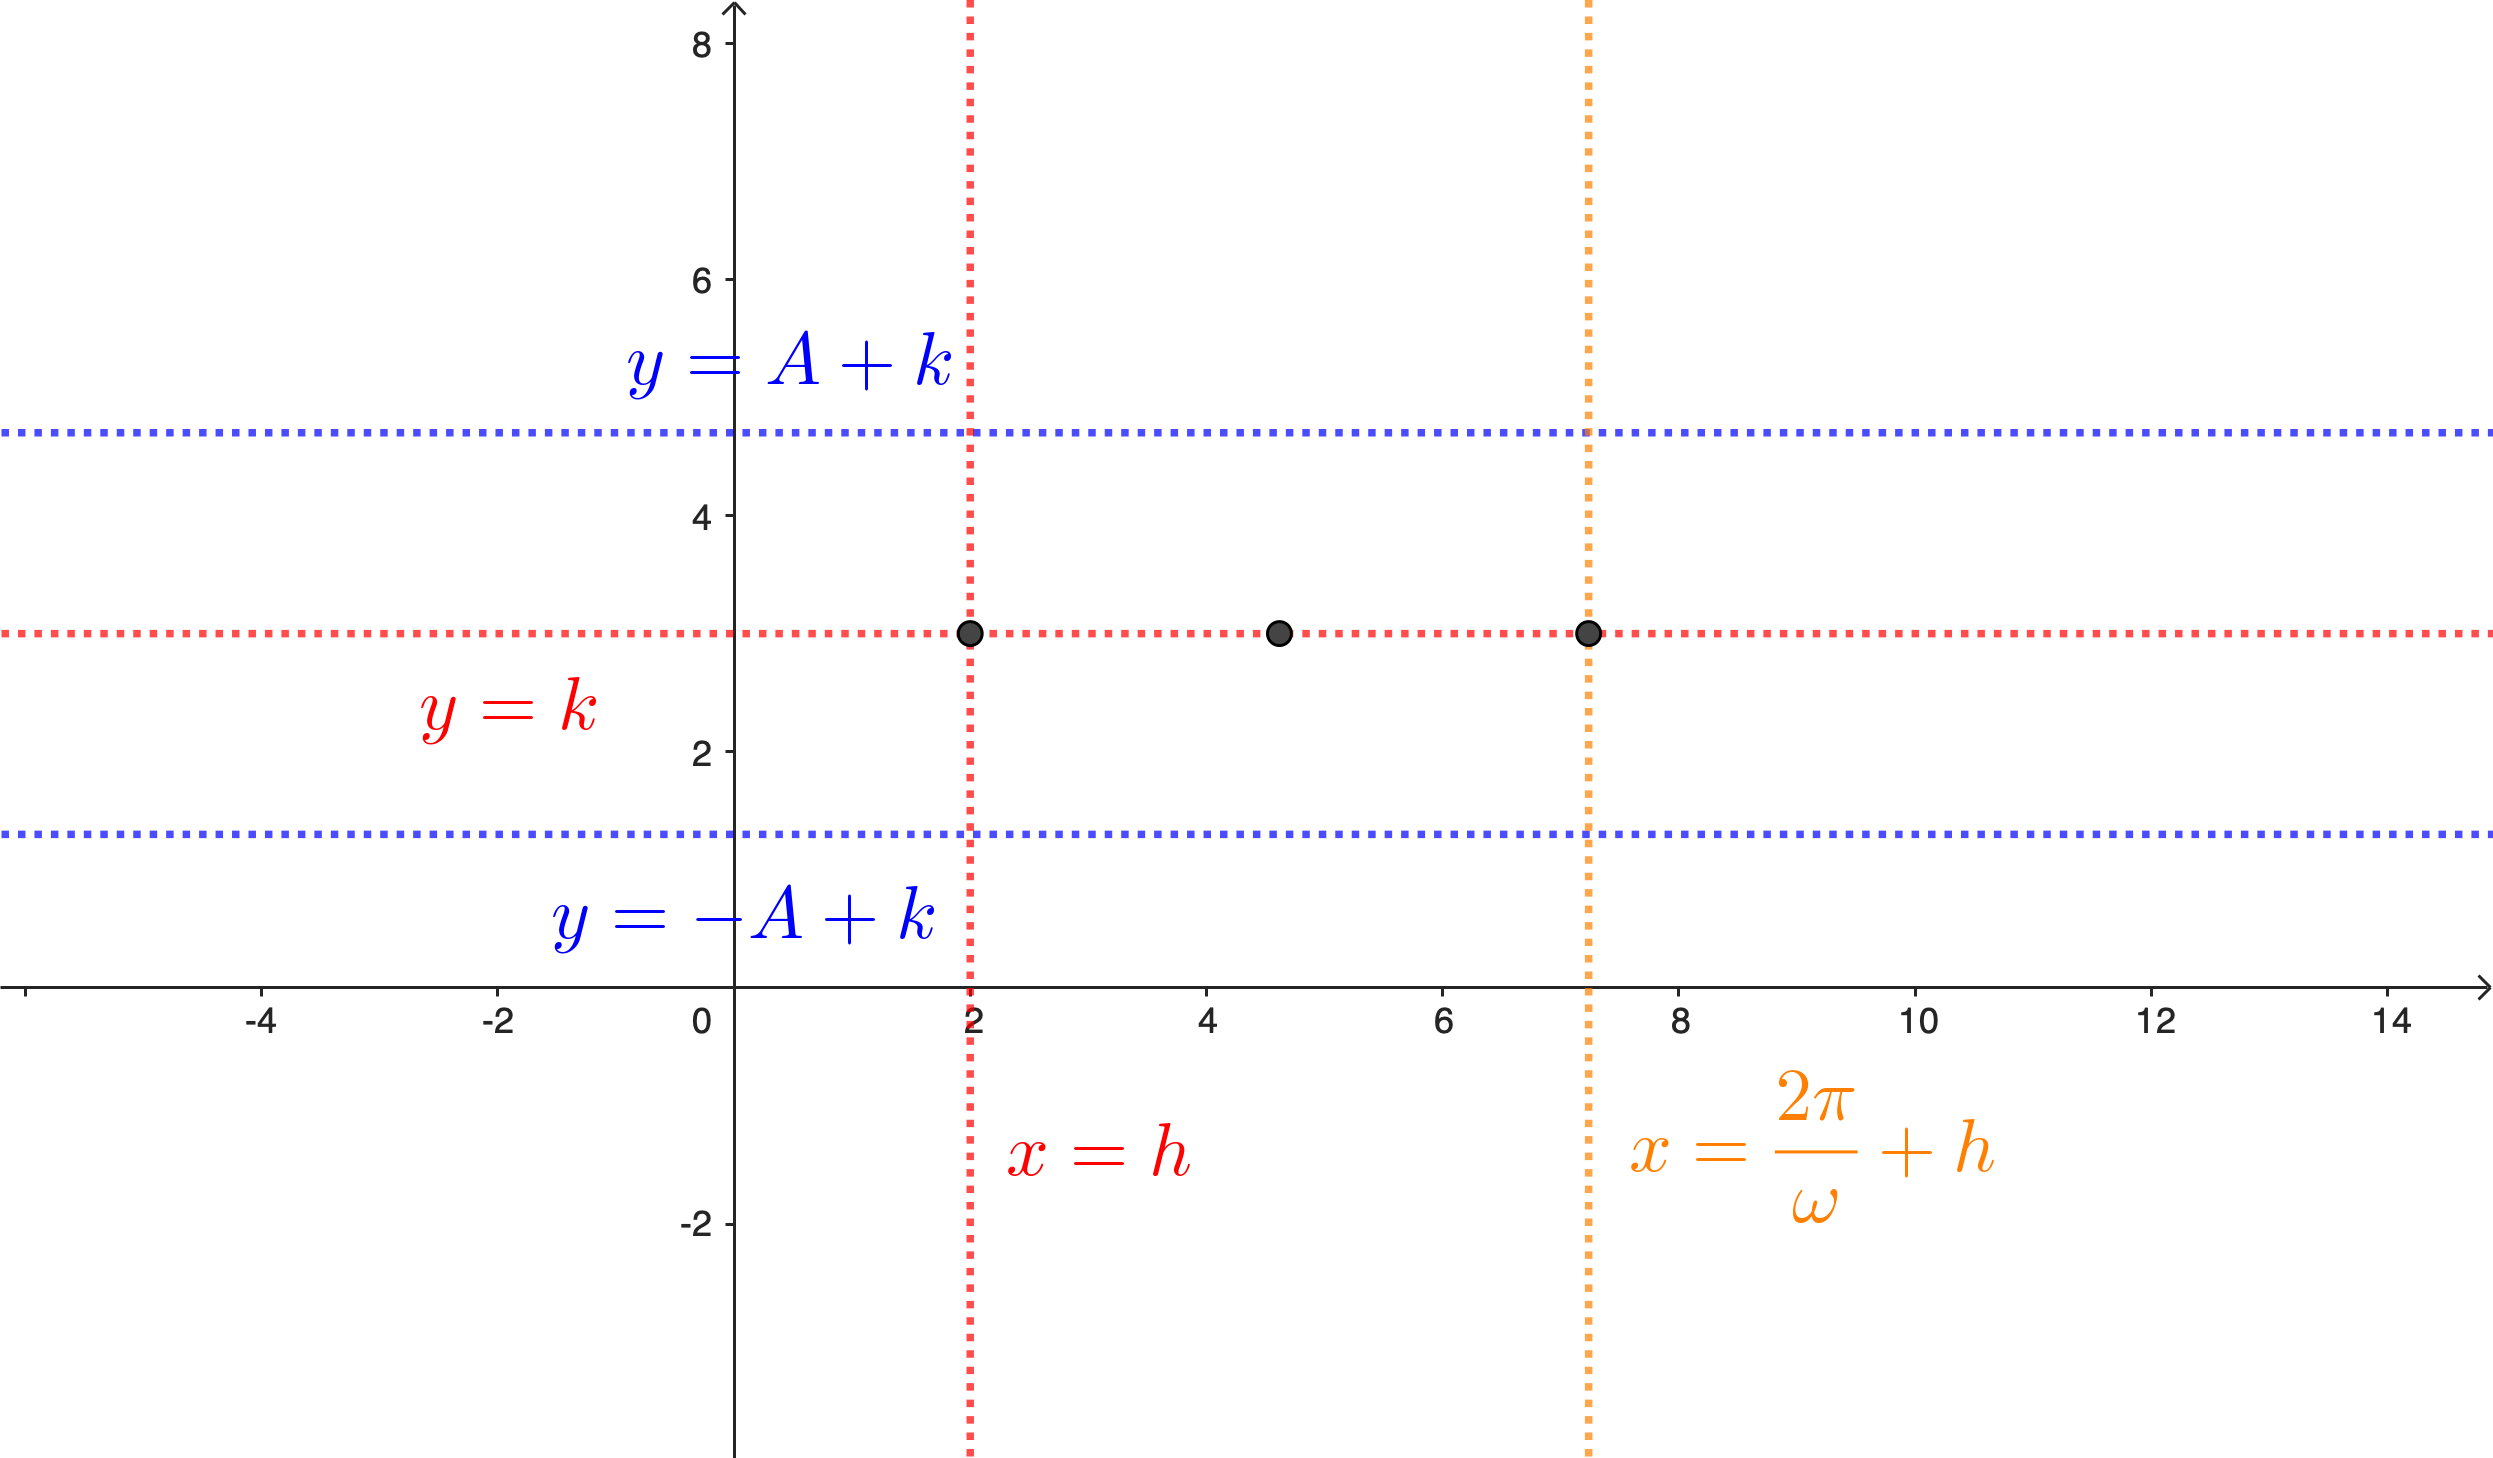 8
6
y = A + k
4
y = k
2
y = −A + k
-4 -2 0 2 4 6 8 10 12 14
x = h
x = 2π/ω + h
-2